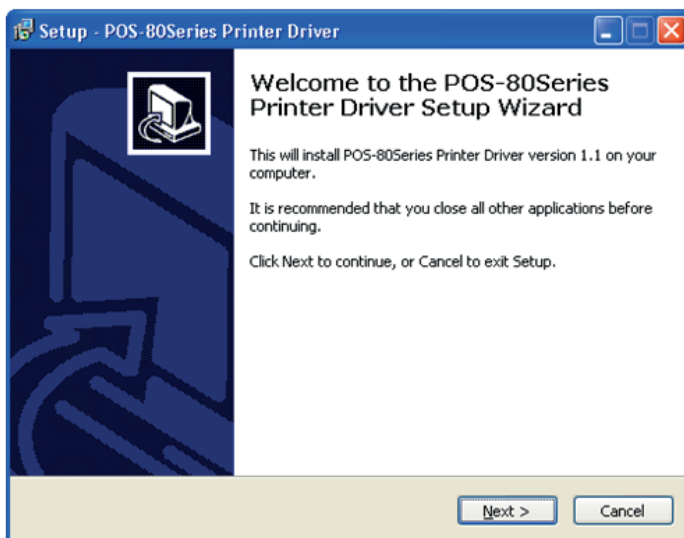 Setup - POS-80Series Printer Driver
Welcome to the POS-80Series
Printer Driver Setup Wizard
This will install POS-80Series Printer Driver version 1.1 on your
computer.
It is recommended that you close all other applications before
continuing.
Click Next to continue, or Cancel to exit Setup.
Next >
Cancel